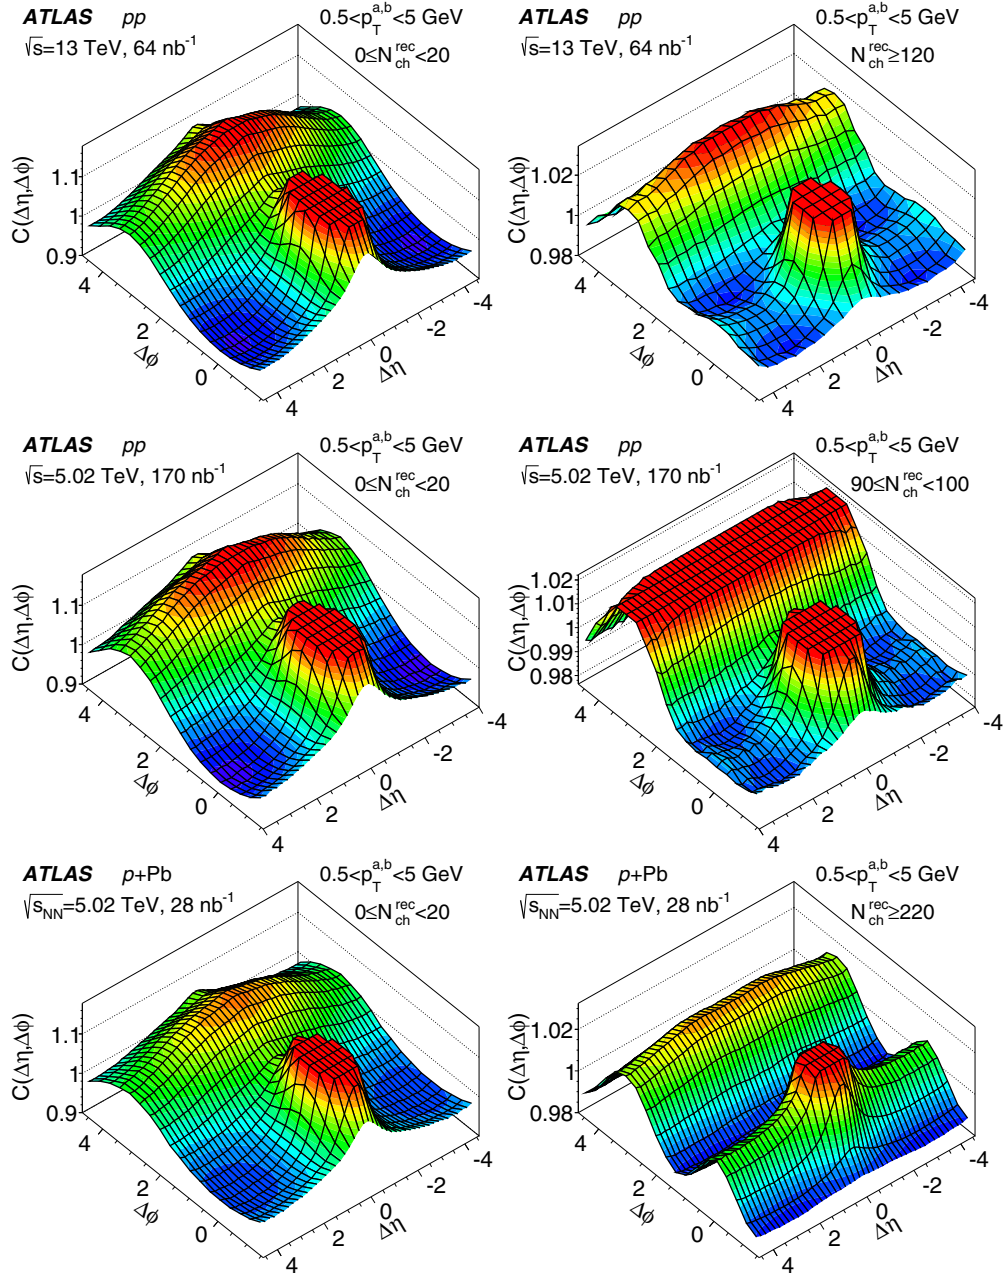 ATLAS pp 0.5<p_T^{a,b}<5 GeV
√s=13 TeV, 64 nb⁻¹ 0≤N_ch^rec<20
C(Δη,Δϕ)
1.1
1
0.9
4
2
0
Δϕ
4
2
0
-2
-4
Δη
ATLAS pp 0.5<p_T^{a,b}<5 GeV
√s=13 TeV, 64 nb⁻¹ N_ch^rec≥120
C(Δη,Δϕ)
1.02
1
0.98
4
2
0
Δϕ
4
2
0
-2
-4
Δη
ATLAS pp 0.5<p_T^{a,b}<5 GeV
√s=5.02 TeV, 170 nb⁻¹ 0≤N_ch^rec<20
C(Δη,Δϕ)
1.1
1
0.9
4
2
0
Δϕ
4
2
0
-2
-4
Δη
ATLAS pp 0.5<p_T^{a,b}<5 GeV
√s=5.02 TeV, 170 nb⁻¹ 90≤N_ch^rec<100
C(Δη,Δϕ)
1.02
1.01
1
0.99
0.98
4
2
0
Δϕ
4
2
0
-2
-4
Δη
ATLAS p+Pb 0.5<p_T^{a,b}<5 GeV
√s_NN=5.02 TeV, 28 nb⁻¹ 0≤N_ch^rec<20
C(Δη,Δϕ)
1.1
1
0.9
4
2
0
Δϕ
4
2
0
-2
-4
Δη
ATLAS p+Pb 0.5<p_T^{a,b}<5 GeV
√s_NN=5.02 TeV, 28 nb⁻¹ N_ch^rec≥220
C(Δη,Δϕ)
1.02
1
0.98
4
2
0
Δϕ
4
2
0
-2
-4
Δη